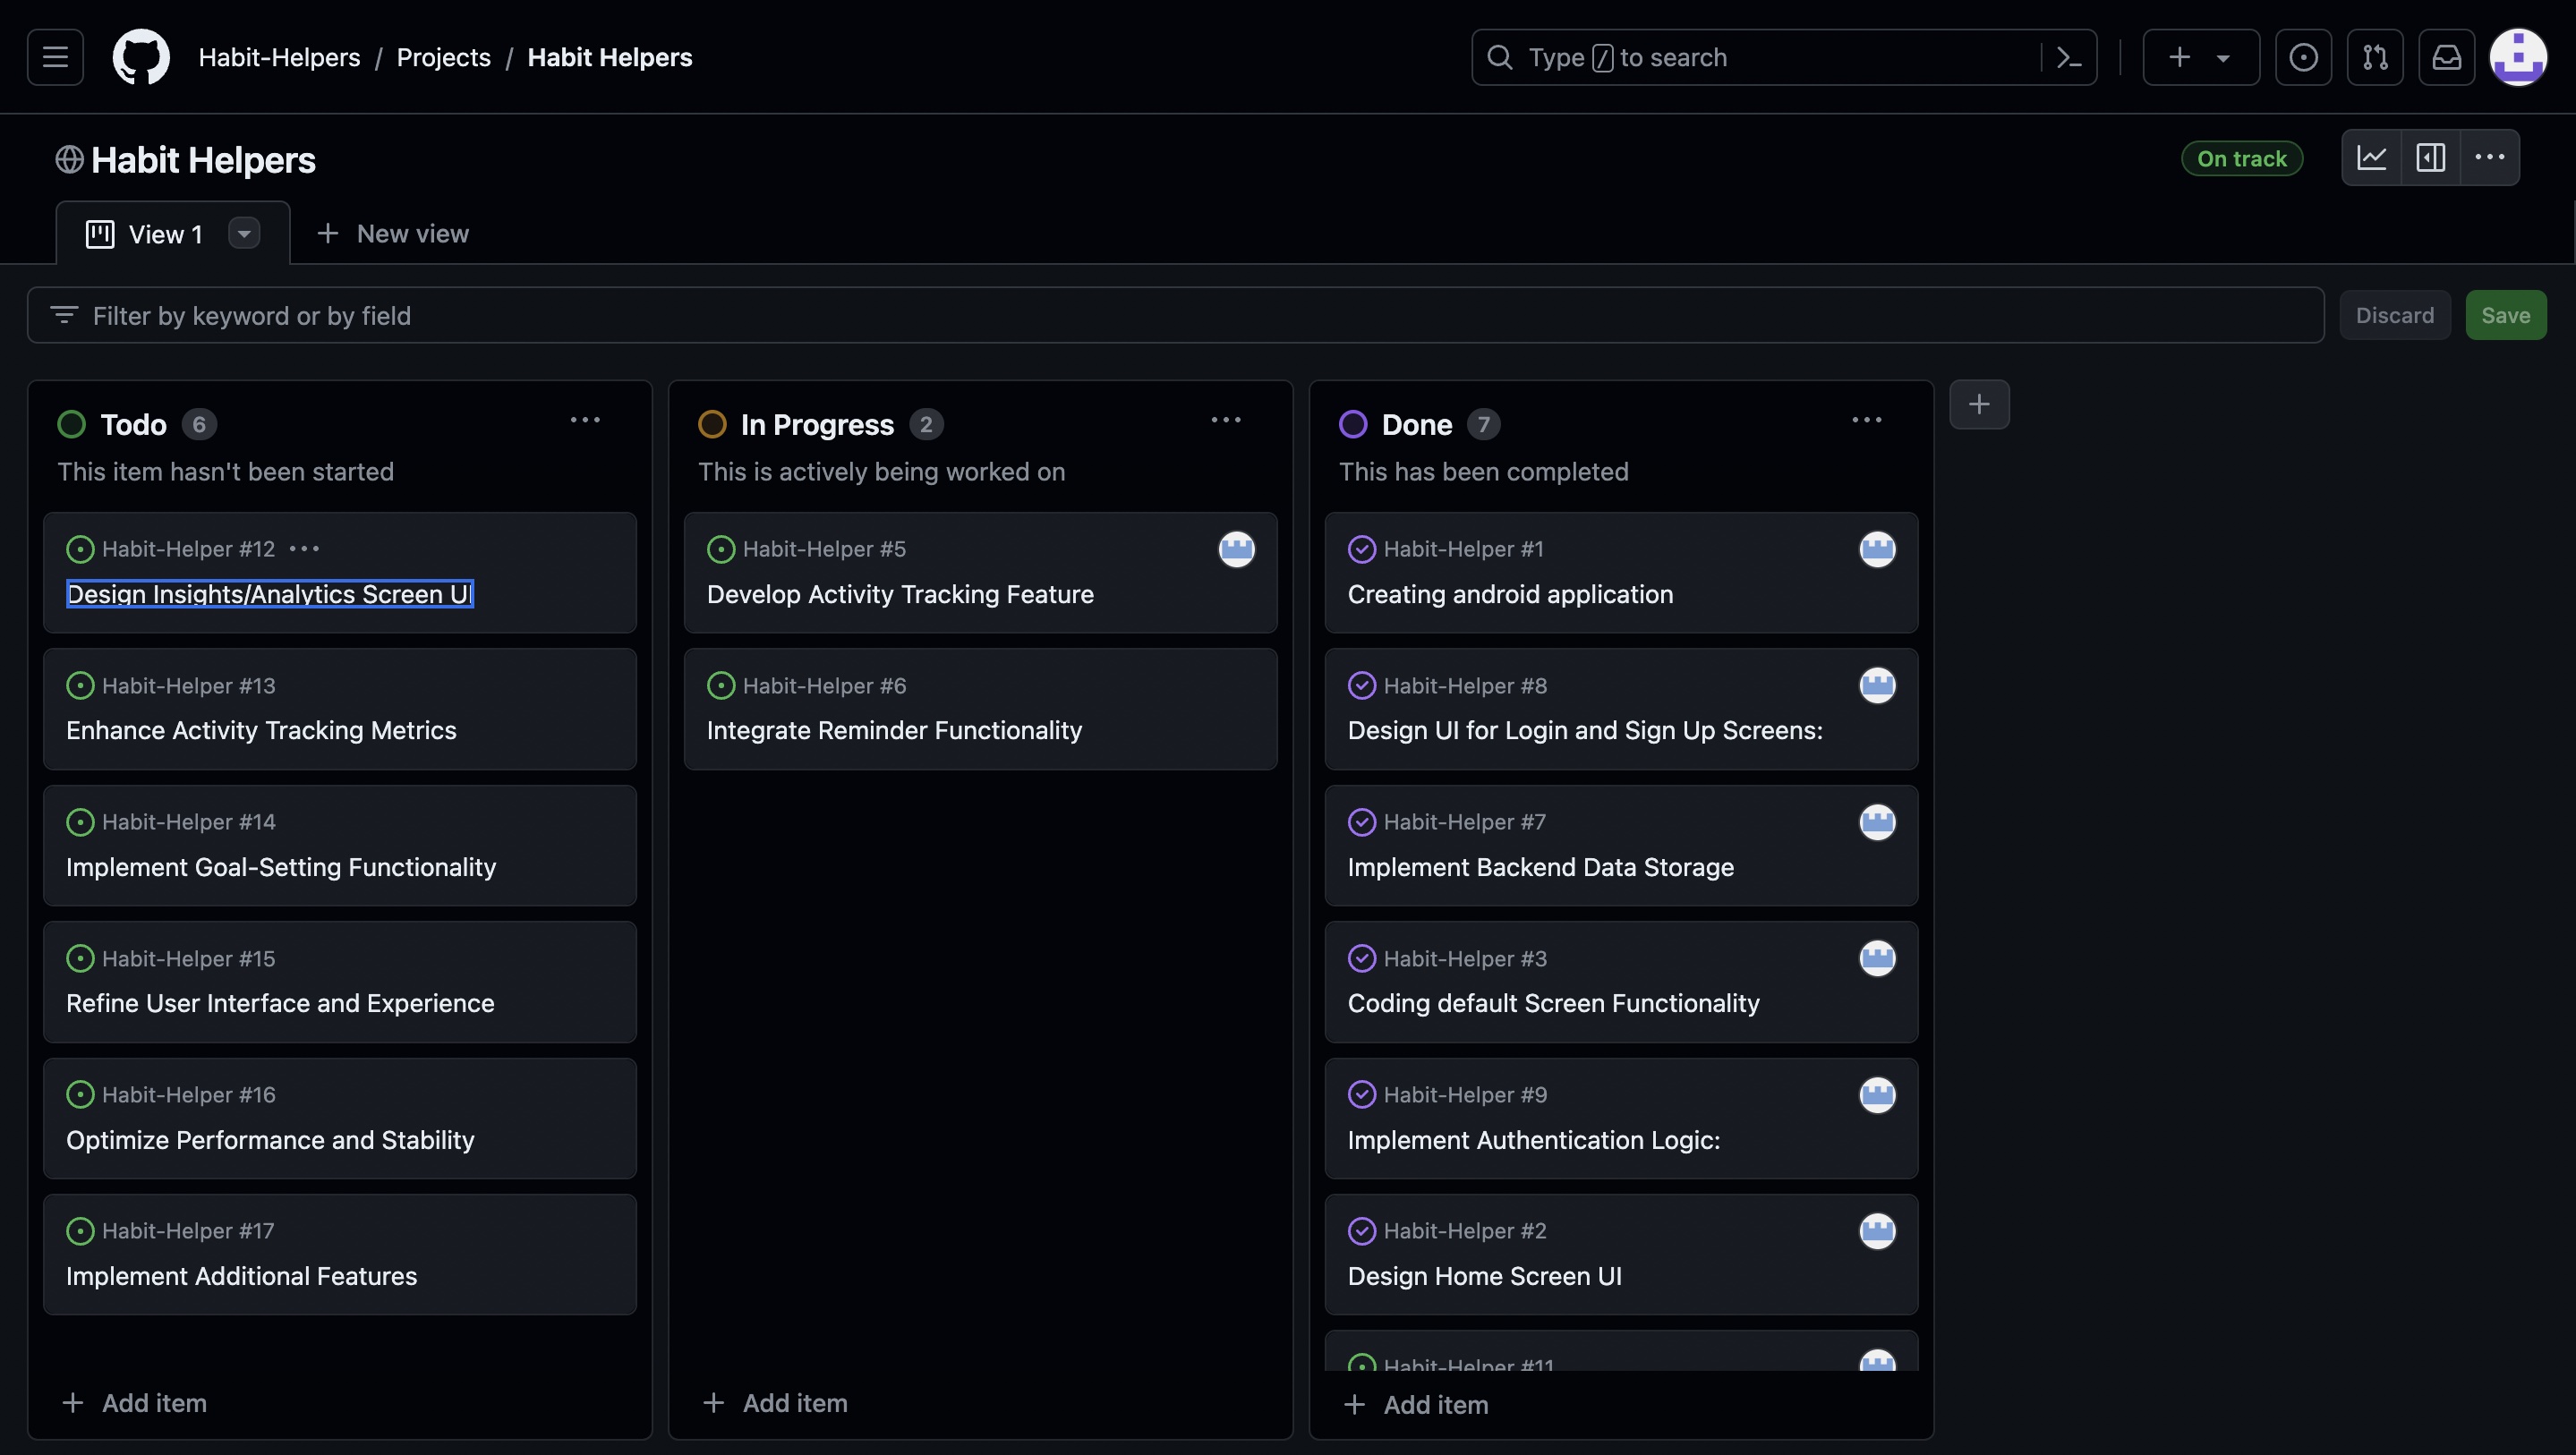 Habit-Helpers / Projects / Habit Helpers
Type / to search
Habit Helpers
On track
View 1
New view
Filter by keyword or by field
Discard
Save
Todo 6
This item hasn't been started
Habit-Helper #12
Design Insights/Analytics Screen UI
Habit-Helper #13
Enhance Activity Tracking Metrics
Habit-Helper #14
Implement Goal-Setting Functionality
Habit-Helper #15
Refine User Interface and Experience
Habit-Helper #16
Optimize Performance and Stability
Habit-Helper #17
Implement Additional Features
Add item
In Progress 2
This is actively being worked on
Habit-Helper #5
Develop Activity Tracking Feature
Habit-Helper #6
Integrate Reminder Functionality
Add item
Done 7
This has been completed
Habit-Helper #1
Creating android application
Habit-Helper #8
Design UI for Login and Sign Up Screens:
Habit-Helper #7
Implement Backend Data Storage
Habit-Helper #3
Coding default Screen Functionality
Habit-Helper #9
Implement Authentication Logic:
Habit-Helper #2
Design Home Screen UI
Habit-Helper #11
Add item